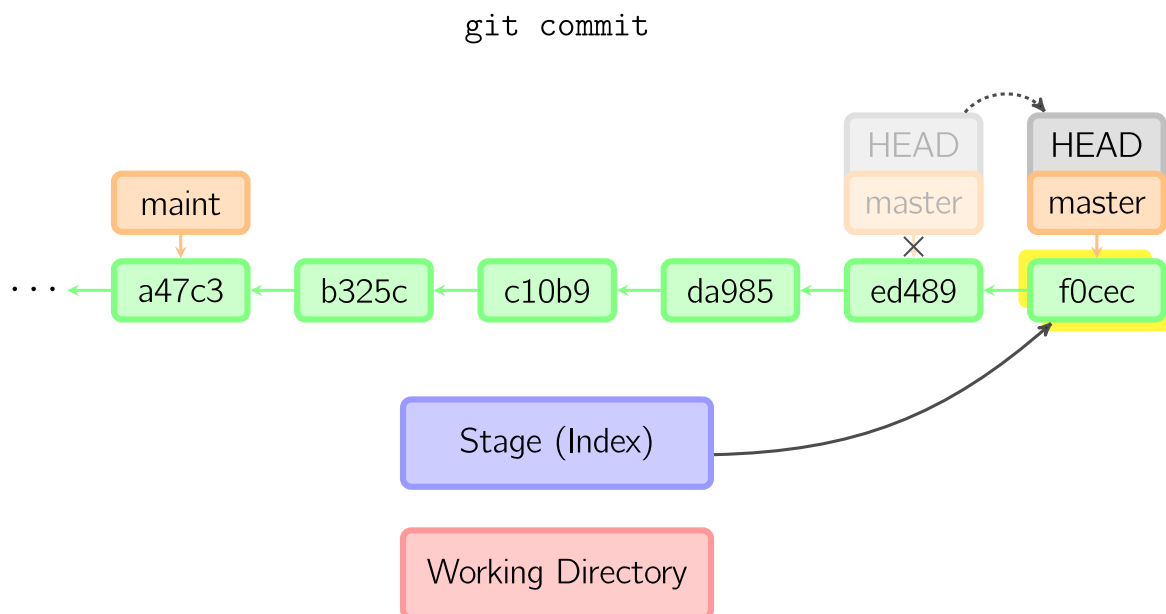 git commit
HEAD HEAD
maint master master
... a47c3 b325c c10b9 da985 ed489 f0cec
Stage (Index)
Working Directory